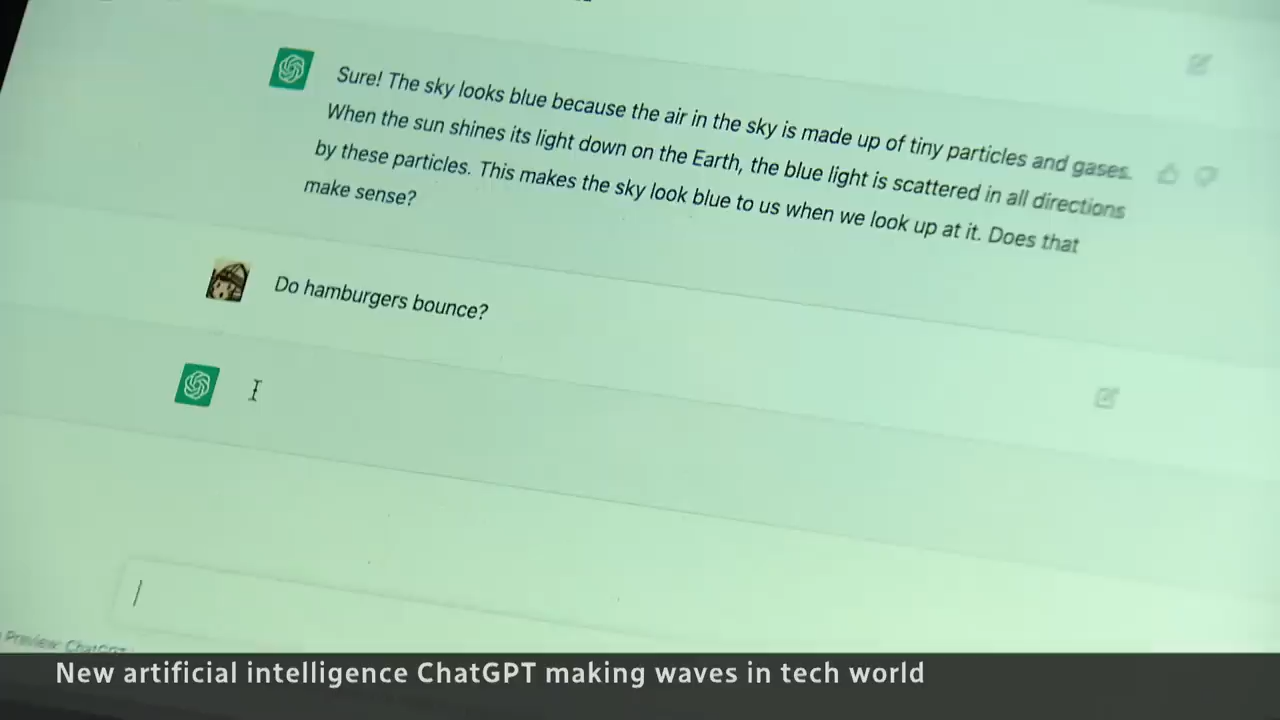 Sure! The sky looks blue because the air in the sky is made up of tiny particles and gases.
When the sun shines its light down on the Earth, the blue light is scattered in all directions
by these particles. This makes the sky look blue to us when we look up at it. Does that
make sense?
Do hamburgers bounce?
Preview: ChatGPT
New artificial intelligence ChatGPT making waves in tech world